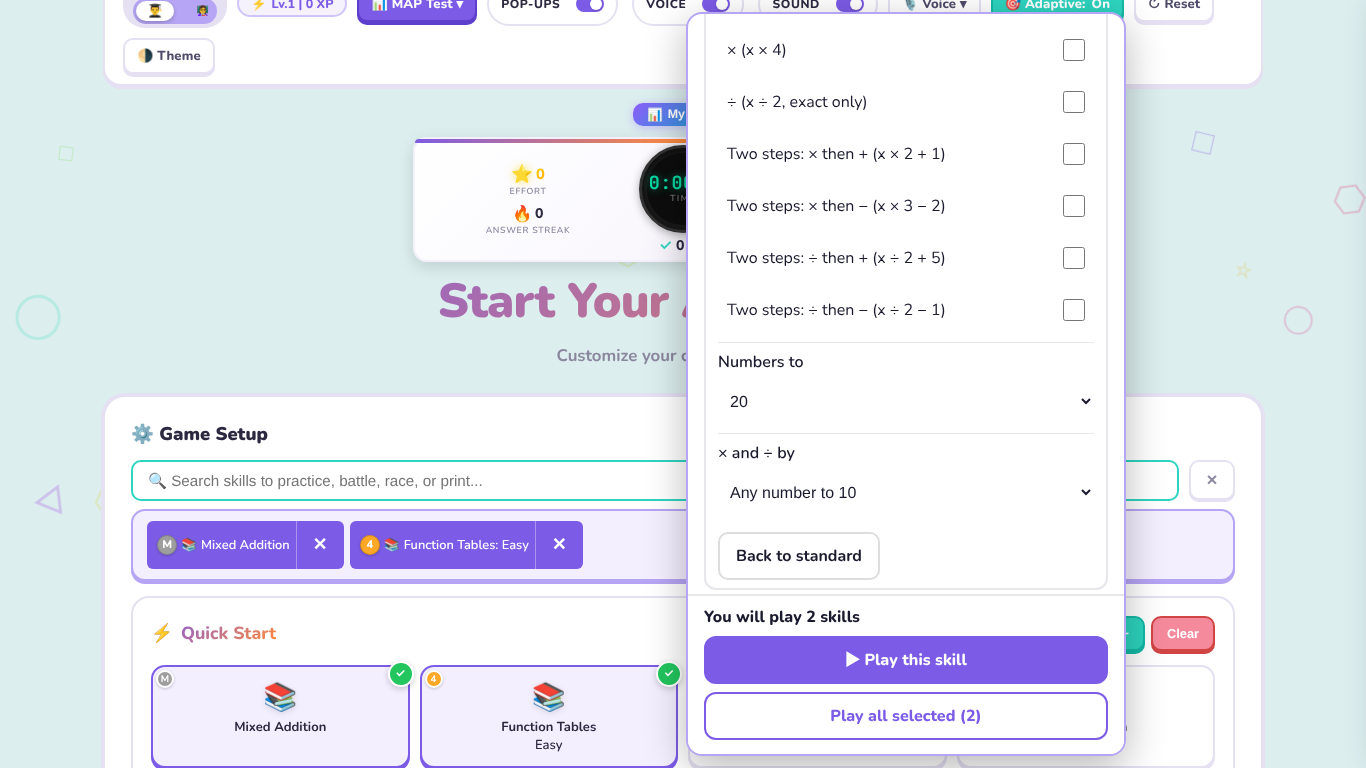 ⚡ Lv.1 | 0 XP
📊 MAP Test ▾
POP-UPS
VOICE
SOUND
🎙️ Voice ▾
🎯 Adaptive: On
↻ Reset
🌗 Theme
📊 My
⭐ 0
EFFORT
🔥 0
ANSWER STREAK
✓ 0
Start Your
Customize your
⚙️ Game Setup
🔍 Search skills to practice, battle, race, or print...
✕
M 📚 Mixed Addition ✕
4 📚 Function Tables: Easy ✕
⚡ Quick Start
Clear
M
Mixed Addition
4
Function Tables
Easy
× (x × 4)
÷ (x ÷ 2, exact only)
Two steps: × then + (x × 2 + 1)
Two steps: × then − (x × 3 − 2)
Two steps: ÷ then + (x ÷ 2 + 5)
Two steps: ÷ then − (x ÷ 2 − 1)
Numbers to
20
× and ÷ by
Any number to 10
Back to standard
You will play 2 skills
▶ Play this skill
Play all selected (2)